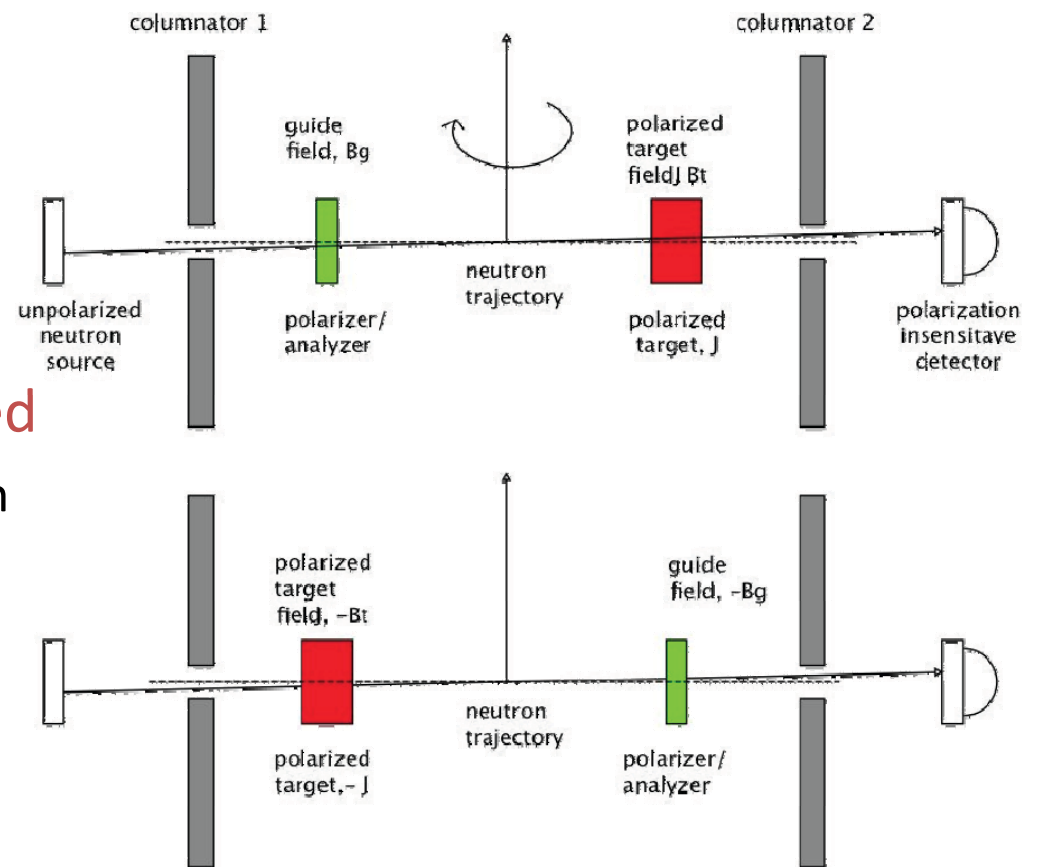 columnator 1
columnator 2
guide
field, Bg
polarized
target
field, Bt
neutron
trajectory
unpolarized
neutron
source
polarizer/
analyzer
polarized
target, J
polarization
insensitave
detector
ed
n
polarized
target
field, -Bt
guide
field, -Bg
neutron
trajectory
polarized
target,- J
polarizer/
analyzer